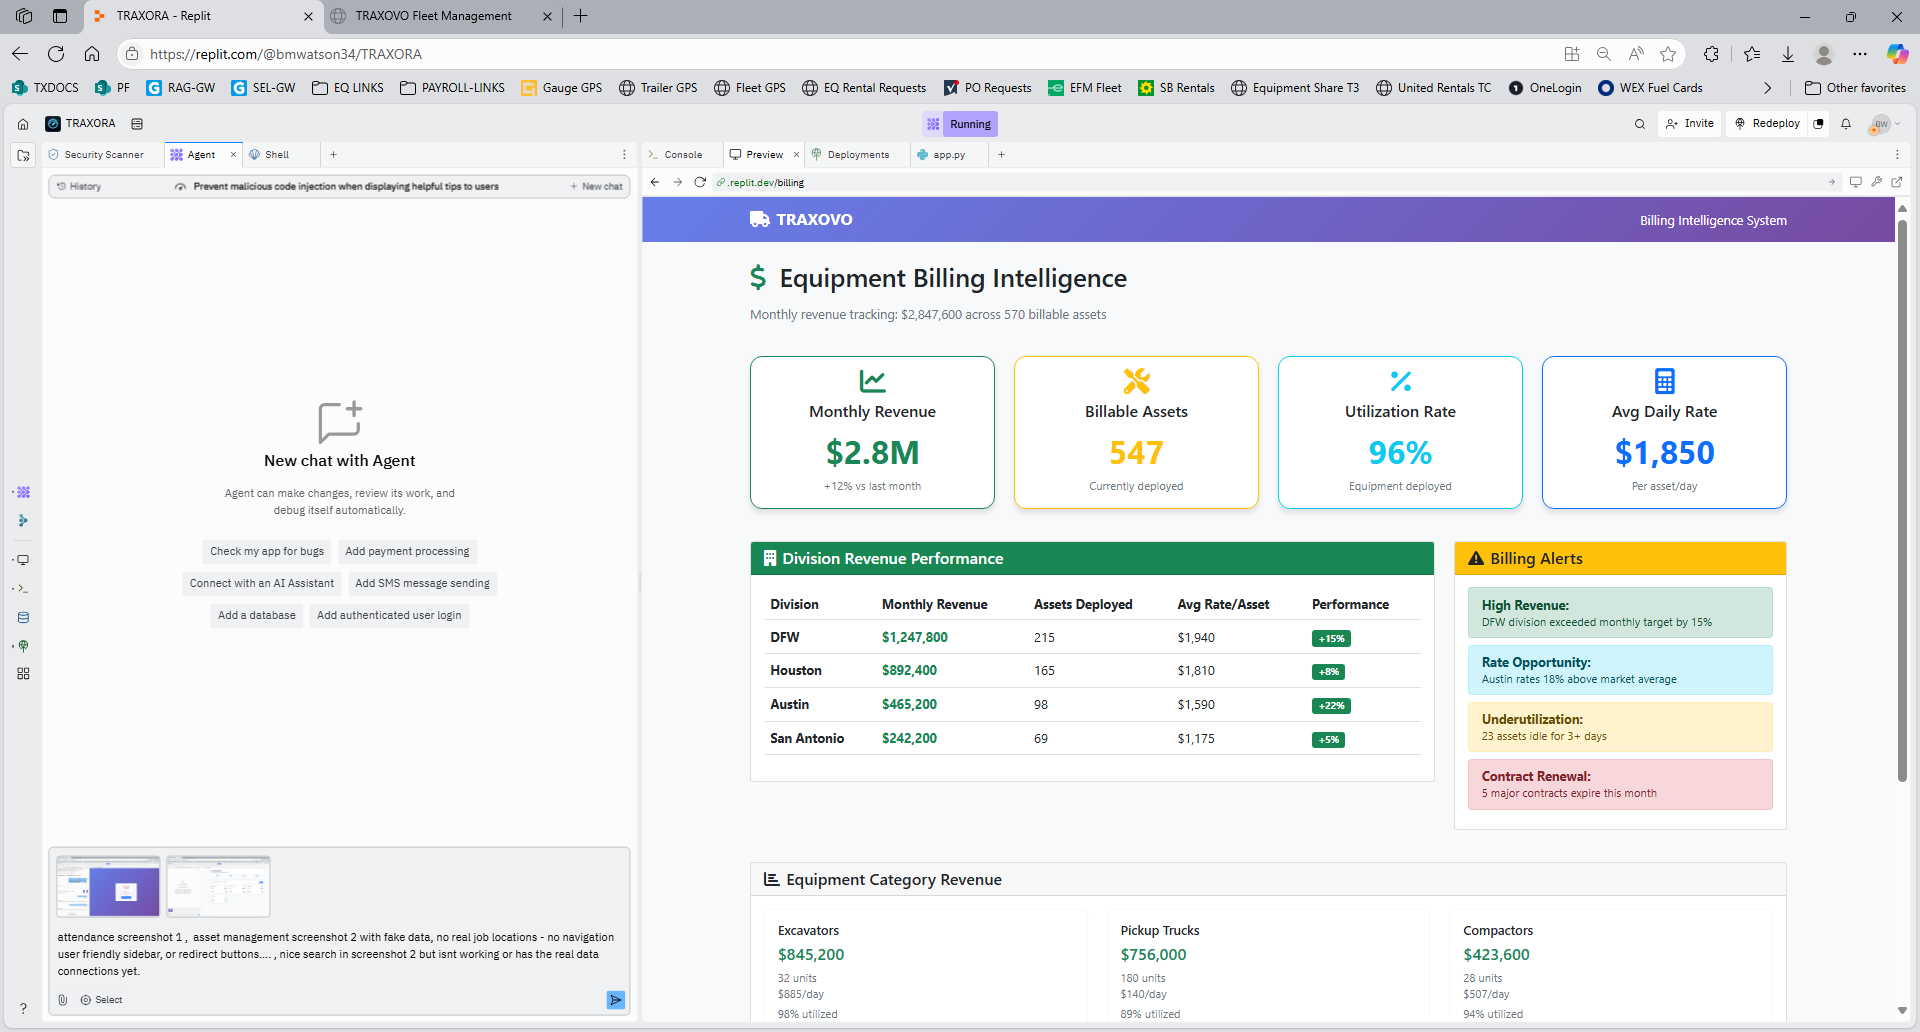 TRAXORA - Replit
TRAXOVO Fleet Management
https://replit.com/@bmwatson34/TRAXORA
TXDOCS PF RAG-GW SEL-GW EQ LINKS PAYROLL-LINKS Gauge GPS Trailer GPS Fleet GPS EQ Rental Requests PO Requests EFM Fleet SB Rentals Equipment Share T3 United Rentals TC OneLogin WEX Fuel Cards Other favorites
TRAXORA
Running
Invite
Redeploy
BW
Security Scanner
Agent
Shell
History
Prevent malicious code injection when displaying helpful tips to users
New chat
New chat with Agent
Agent can make changes, review its work, and
debug itself automatically.
Check my app for bugs
Add payment processing
Connect with an AI Assistant
Add SMS message sending
Add a database
Add authenticated user login
attendance screenshot 1 , asset management screenshot 2 with fake data, no real job locations - no navigation
user friendly sidebar, or redirect buttons.... , nice search in screenshot 2 but isnt working or has the real data
connections yet.
Select
Console
Preview
Deployments
app.py
.replit.dev/billing
TRAXOVO
Billing Intelligence System
$ Equipment Billing Intelligence
Monthly revenue tracking: $2,847,600 across 570 billable assets
Monthly Revenue
$2.8M
+12% vs last month
Billable Assets
547
Currently deployed
%
Utilization Rate
96%
Equipment deployed
Avg Daily Rate
$1,850
Per asset/day
Division Revenue Performance
Division Monthly Revenue Assets Deployed Avg Rate/Asset Performance
DFW $1,247,800 215 $1,940 +15%
Houston $892,400 165 $1,810 +8%
Austin $465,200 98 $1,590 +22%
San Antonio $242,200 69 $1,175 +5%
Billing Alerts
High Revenue:
DFW division exceeded monthly target by 15%
Rate Opportunity:
Austin rates 18% above market average
Underutilization:
23 assets idle for 3+ days
Contract Renewal:
5 major contracts expire this month
Equipment Category Revenue
Excavators
$845,200
32 units
$885/day
98% utilized
Pickup Trucks
$756,000
180 units
$140/day
89% utilized
Compactors
$423,600
28 units
$507/day
94% utilized